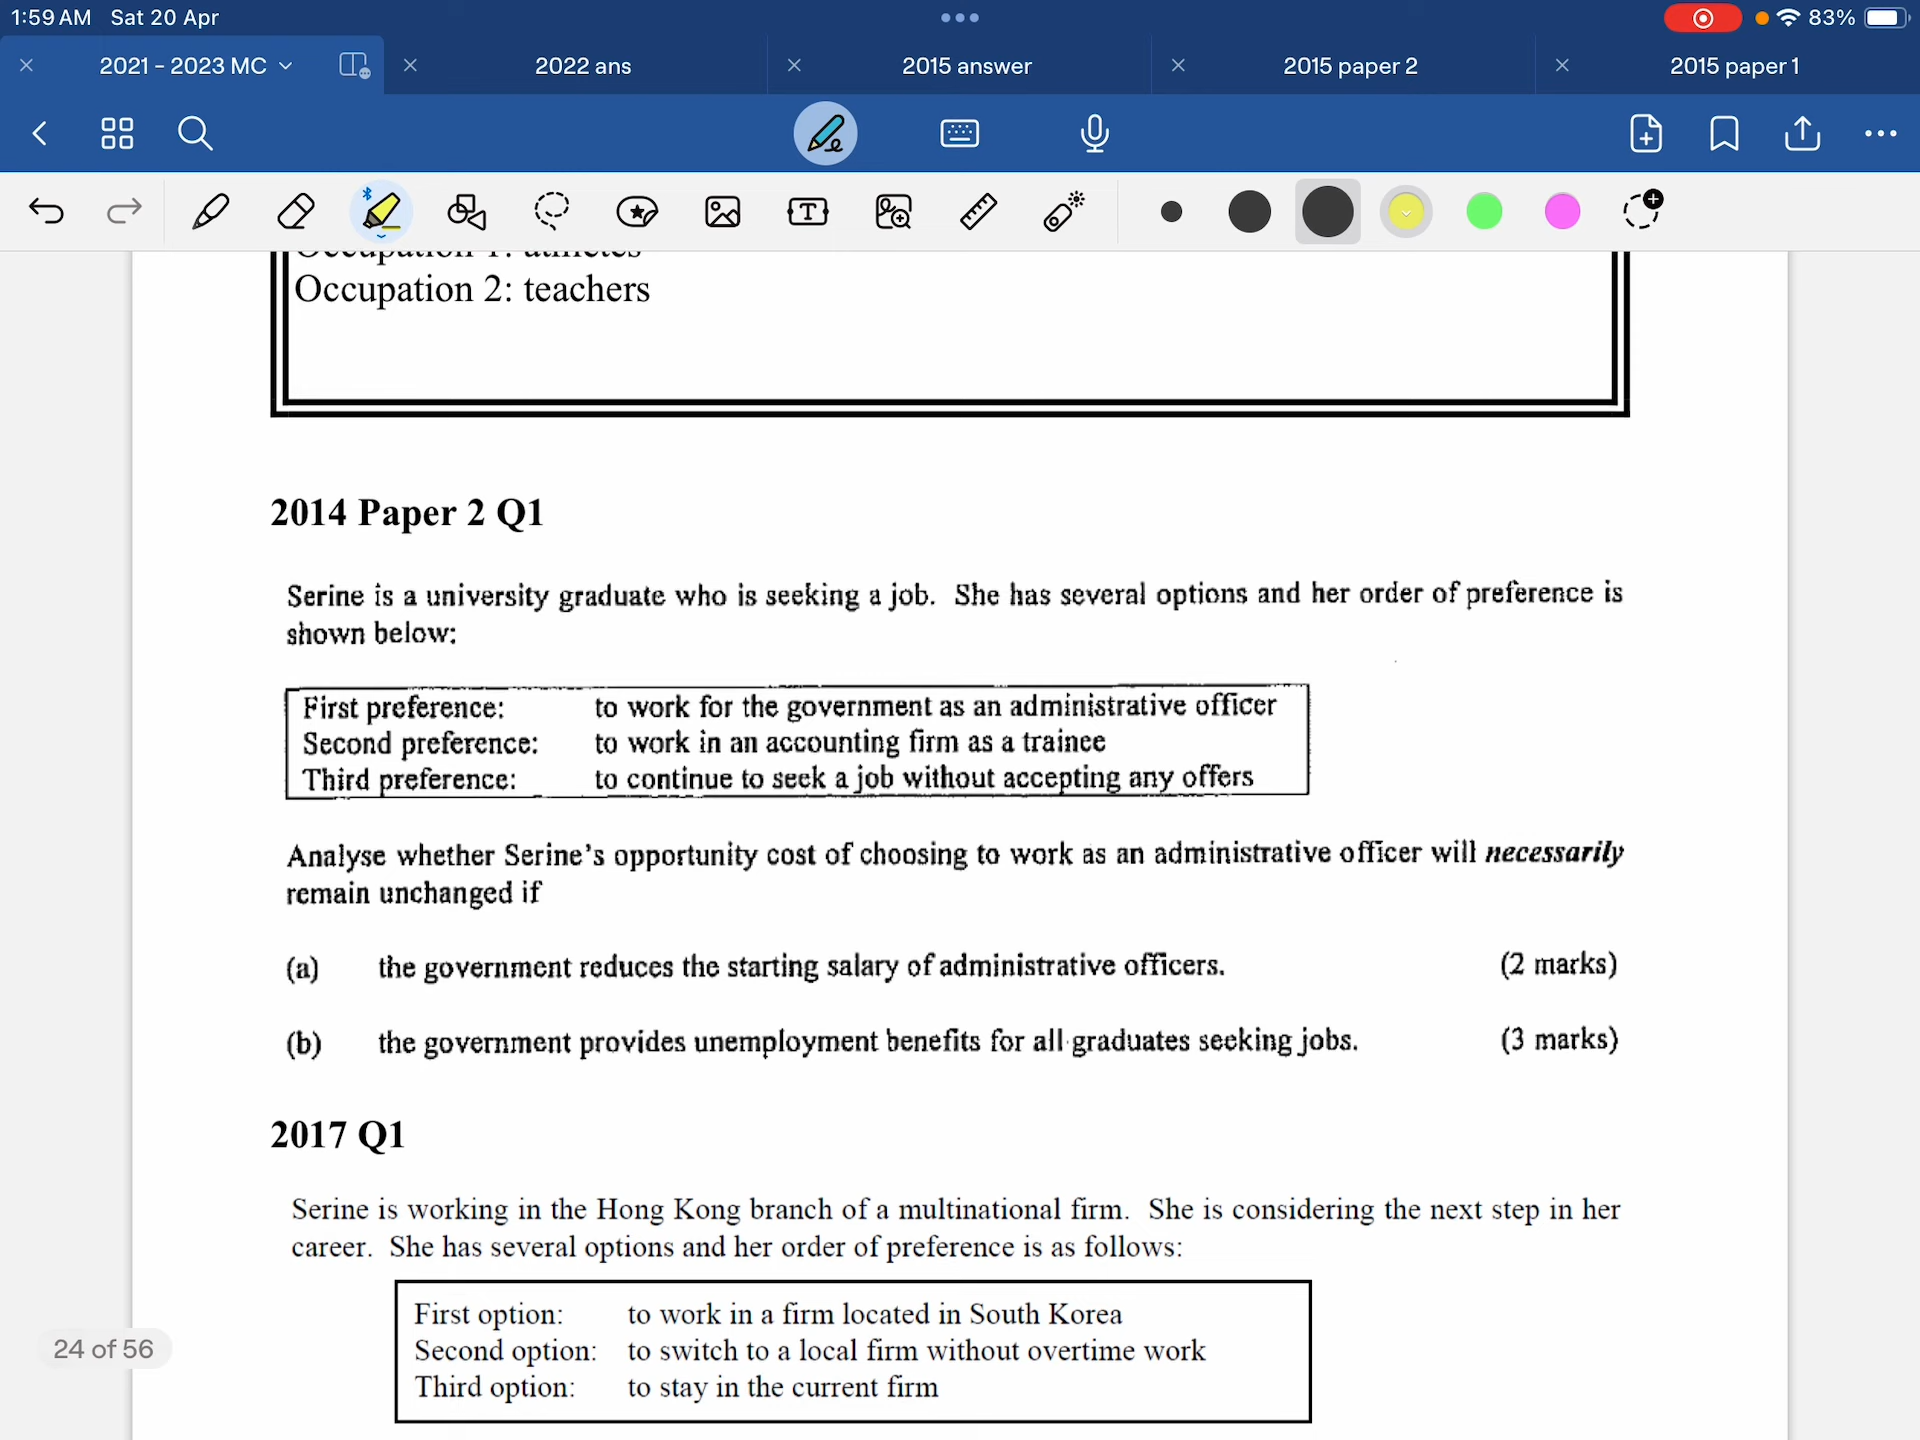 1:59 AM Sat 20 Apr
83%
2021 - 2023 MC
2022 ans
2015 answer
2015 paper 2
2015 paper 1
Occupation 1: athletes
Occupation 2: teachers
2014 Paper 2 Q1
Serine is a university graduate who is seeking a job. She has several options and her order of preference is
shown below:
First preference: to work for the government as an administrative officer
Second preference: to work in an accounting firm as a trainee
Third preference: to continue to seek a job without accepting any offers
Analyse whether Serine's opportunity cost of choosing to work as an administrative officer will necessarily
remain unchanged if
(a) the government reduces the starting salary of administrative officers. (2 marks)
(b) the government provides unemployment benefits for all graduates seeking jobs. (3 marks)
2017 Q1
Serine is working in the Hong Kong branch of a multinational firm. She is considering the next step in her
career. She has several options and her order of preference is as follows:
First option: to work in a firm located in South Korea
Second option: to switch to a local firm without overtime work
Third option: to stay in the current firm
24 of 56